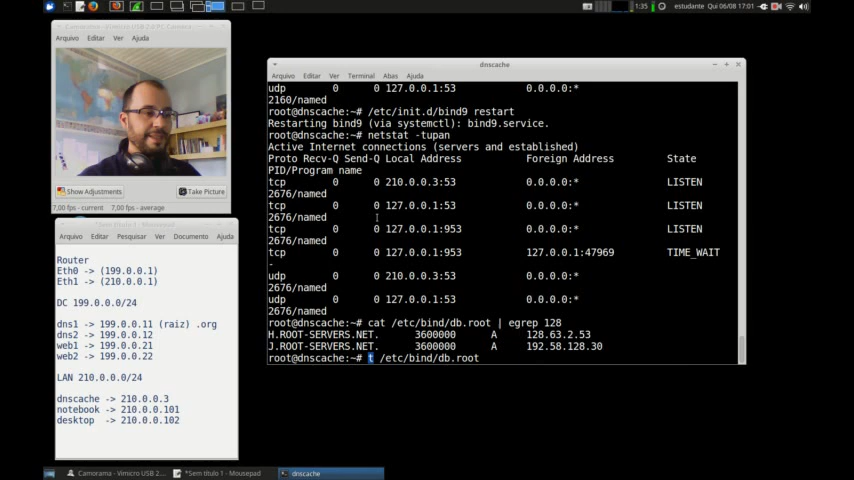 1:35
estudante Qui 06/08 17:01
Camorama - Vimicro USB 2.0 PC Camera
Arquivo Editar Ver Ajuda
Show Adjustments
Take Picture
7,00 fps - current 7,00 fps - average
*Sem título 1 - Mousepad
Arquivo Editar Pesquisar Ver Documento Ajuda
Router
Eth0 -> (199.0.0.1)
Eth1 -> (210.0.0.1)
DC 199.0.0.0/24
dns1 -> 199.0.0.11 (raiz) .org
dns2 -> 199.0.0.12
web1 -> 199.0.0.21
web2 -> 199.0.0.22
LAN 210.0.0.0/24
dnscache -> 210.0.0.3
notebook -> 210.0.0.101
desktop -> 210.0.0.102
dnscache
Arquivo Editar Ver Terminal Abas Ajuda
udp 0 0 127.0.0.1:53 0.0.0.0:*
2160/named
root@dnscache:~# /etc/init.d/bind9 restart
Restarting bind9 (via systemctl): bind9.service.
root@dnscache:~# netstat -tupan
Active Internet connections (servers and established)
Proto Recv-Q Send-Q Local Address Foreign Address State
PID/Program name
tcp 0 0 210.0.0.3:53 0.0.0.0:* LISTEN
2676/named
tcp 0 0 127.0.0.1:53 0.0.0.0:* LISTEN
2676/named
tcp 0 0 127.0.0.1:953 0.0.0.0:* LISTEN
2676/named
tcp 0 0 127.0.0.1:953 127.0.0.1:47969 TIME_WAIT
-
udp 0 0 210.0.0.3:53 0.0.0.0:*
2676/named
udp 0 0 127.0.0.1:53 0.0.0.0:*
2676/named
root@dnscache:~# cat /etc/bind/db.root | egrep 128
H.ROOT-SERVERS.NET. 3600000 A 128.63.2.53
J.ROOT-SERVERS.NET. 3600000 A 192.58.128.30
root@dnscache:~# t /etc/bind/db.root
Camorama - Vimicro USB 2....
*Sem título 1 - Mousepad
dnscache